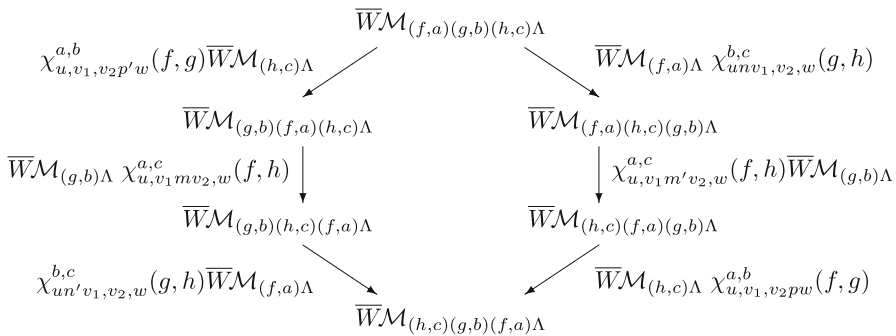 $\overline{W}\mathcal{M}_{(f,a)(g,b)(h,c)\Lambda}$
$\chi^{a,b}_{u,v_1,v_2p'w}(f,g)\overline{W}\mathcal{M}_{(h,c)\Lambda}$ $\overline{W}\mathcal{M}_{(f,a)\Lambda}\ \chi^{b,c}_{unv_1,v_2,w}(g,h)$
$\overline{W}\mathcal{M}_{(g,b)(f,a)(h,c)\Lambda}$ $\overline{W}\mathcal{M}_{(f,a)(h,c)(g,b)\Lambda}$
$\overline{W}\mathcal{M}_{(g,b)\Lambda}\ \chi^{a,c}_{u,v_1mv_2,w}(f,h)$ $\chi^{a,c}_{u,v_1m'v_2,w}(f,h)\overline{W}\mathcal{M}_{(g,b)\Lambda}$
$\overline{W}\mathcal{M}_{(g,b)(h,c)(f,a)\Lambda}$ $\overline{W}\mathcal{M}_{(h,c)(f,a)(g,b)\Lambda}$
$\chi^{b,c}_{un'v_1,v_2,w}(g,h)\overline{W}\mathcal{M}_{(f,a)\Lambda}$ $\overline{W}\mathcal{M}_{(h,c)\Lambda}\ \chi^{a,b}_{u,v_1,v_2pw}(f,g)$
$\overline{W}\mathcal{M}_{(h,c)(g,b)(f,a)\Lambda}$